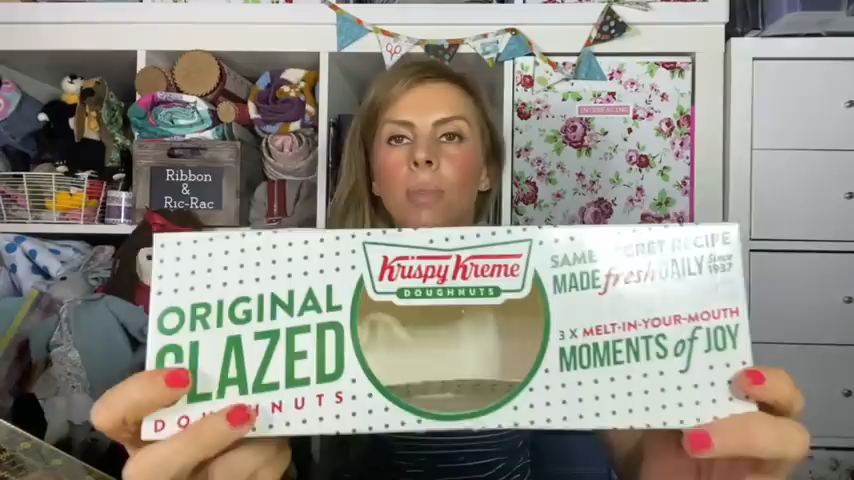 Ribbon
&
Ric-Rac
INTERESTING
Krispy Kreme
DOUGHNUTS
ORIGINAL
GLAZED
DOUGHNUTS
SAME SECRET RECIPE
MADE fresh DAILY Since 1937
3 X MELT-IN-YOUR-MOUTH
MOMENTS of JOY